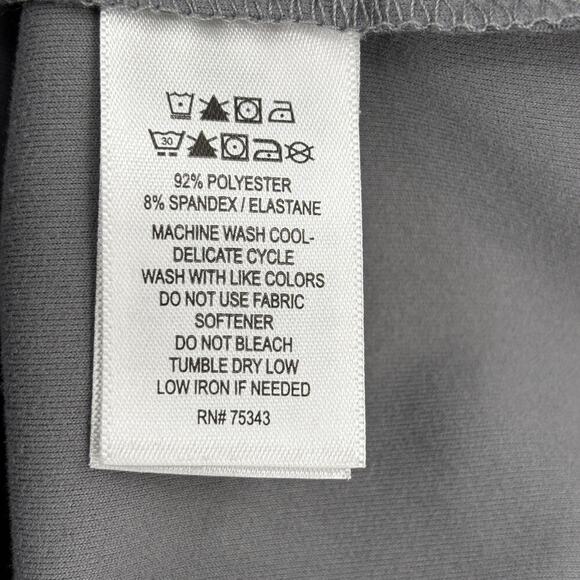 30
92% POLYESTER
8% SPANDEX / ELASTANE
MACHINE WASH COOL-
DELICATE CYCLE
WASH WITH LIKE COLORS
DO NOT USE FABRIC
SOFTENER
DO NOT BLEACH
TUMBLE DRY LOW
LOW IRON IF NEEDED
RN# 75343